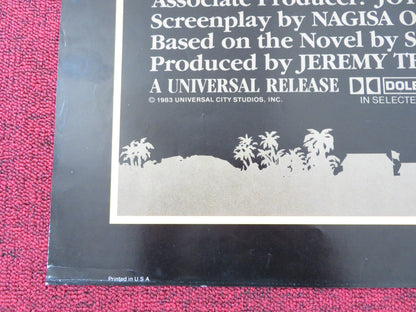 Associate Producer: JO
Screenplay by NAGISA O
Based on the Novel by S
Produced by JEREMY T
A UNIVERSAL RELEASE DOLB
© 1983 UNIVERSAL CITY STUDIOS, INC.
IN SELECTE
Printed in U.S.A.